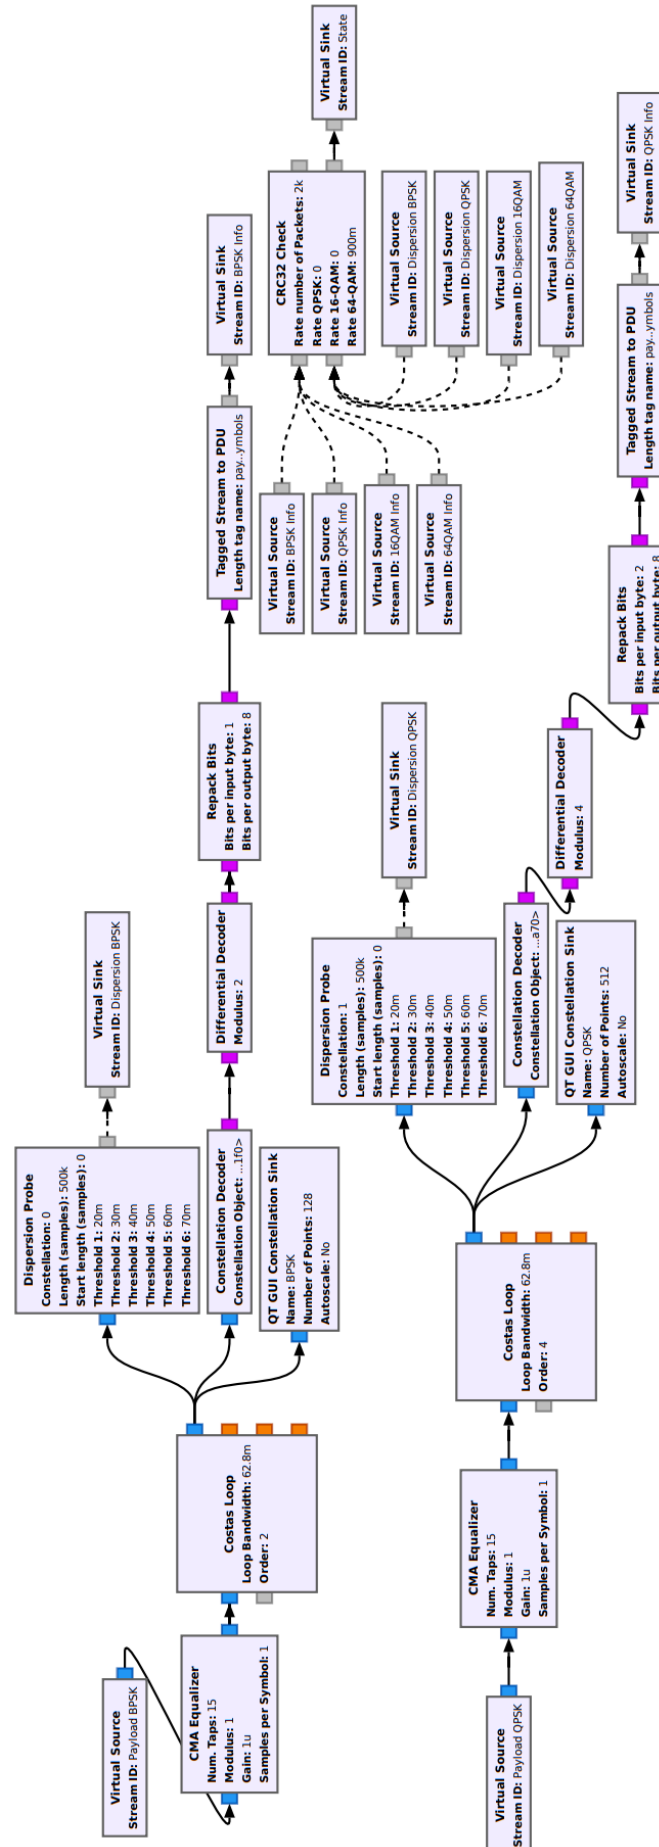 Virtual Source
Stream ID: Payload BPSK
CMA Equalizer
Num. Taps: 15
Modulus: 1
Gain: 1u
Samples per Symbol: 1
Costas Loop
Loop Bandwidth: 62.8m
Order: 2
Dispersion Probe
Constellation: 0
Length (samples): 500k
Start length (samples): 0
Threshold 1: 20m
Threshold 2: 30m
Threshold 3: 40m
Threshold 4: 50m
Threshold 5: 60m
Threshold 6: 70m
Virtual Sink
Stream ID: Dispersion BPSK
Constellation Decoder
Constellation Object: ...1f0>
QT GUI Constellation Sink
Name: BPSK
Number of Points: 128
Autoscale: No
Differential Decoder
Modulus: 2
Repack Bits
Bits per input byte: 1
Bits per output byte: 8
Tagged Stream to PDU
Length tag name: pay...ymbols
Virtual Sink
Stream ID: BPSK Info
Virtual Source
Stream ID: BPSK Info
Virtual Source
Stream ID: QPSK Info
Virtual Source
Stream ID: 16QAM Info
Virtual Source
Stream ID: 64QAM Info
CRC32 Check
Rate number of Packets: 2k
Rate QPSK: 0
Rate 16-QAM: 0
Rate 64-QAM: 900m
Virtual Sink
Stream ID: State
Virtual Source
Stream ID: Dispersion BPSK
Virtual Source
Stream ID: Dispersion QPSK
Virtual Source
Stream ID: Dispersion 16QAM
Virtual Source
Stream ID: Dispersion 64QAM
Virtual Source
Stream ID: Payload QPSK
CMA Equalizer
Num. Taps: 15
Modulus: 1
Gain: 1u
Samples per Symbol: 1
Costas Loop
Loop Bandwidth: 62.8m
Order: 4
Dispersion Probe
Constellation: 1
Length (samples): 500k
Start length (samples): 0
Threshold 1: 20m
Threshold 2: 30m
Threshold 3: 40m
Threshold 4: 50m
Threshold 5: 60m
Threshold 6: 70m
Virtual Sink
Stream ID: Dispersion QPSK
Constellation Decoder
Constellation Object: ...a70>
QT GUI Constellation Sink
Name: QPSK
Number of Points: 512
Autoscale: No
Differential Decoder
Modulus: 4
Repack Bits
Bits per input byte: 2
Bits per output byte: 8
Tagged Stream to PDU
Length tag name: pay...ymbols
Virtual Sink
Stream ID: QPSK Info